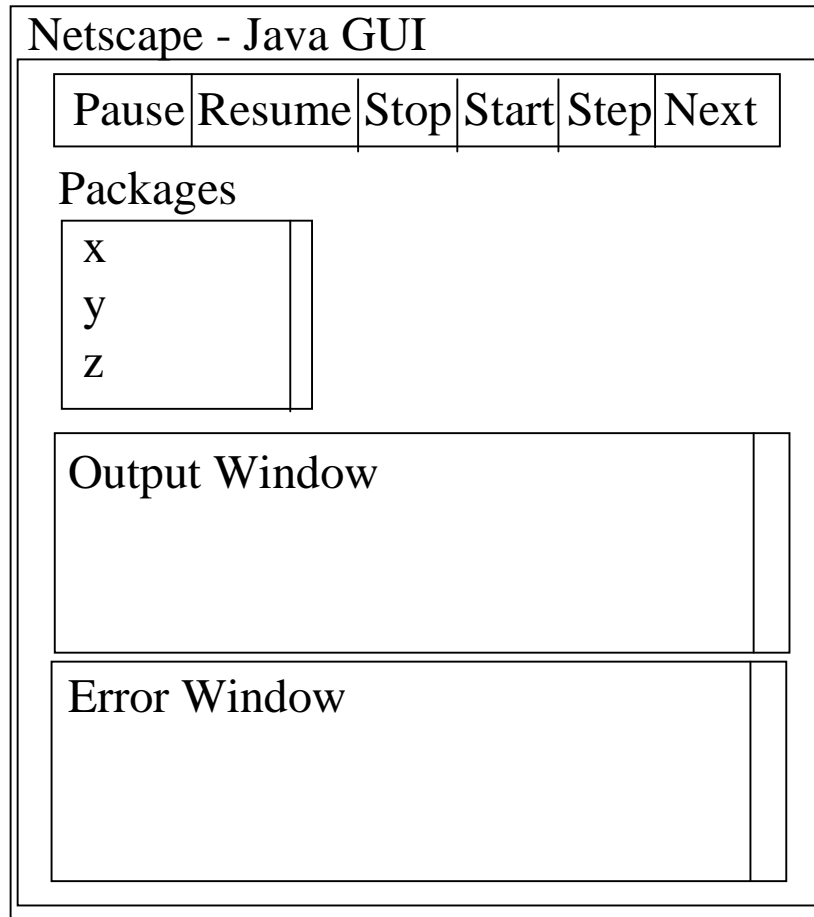 Netscape - Java GUI
Pause Resume Stop Start Step Next
Packages
x
y
z
Output Window
Error Window